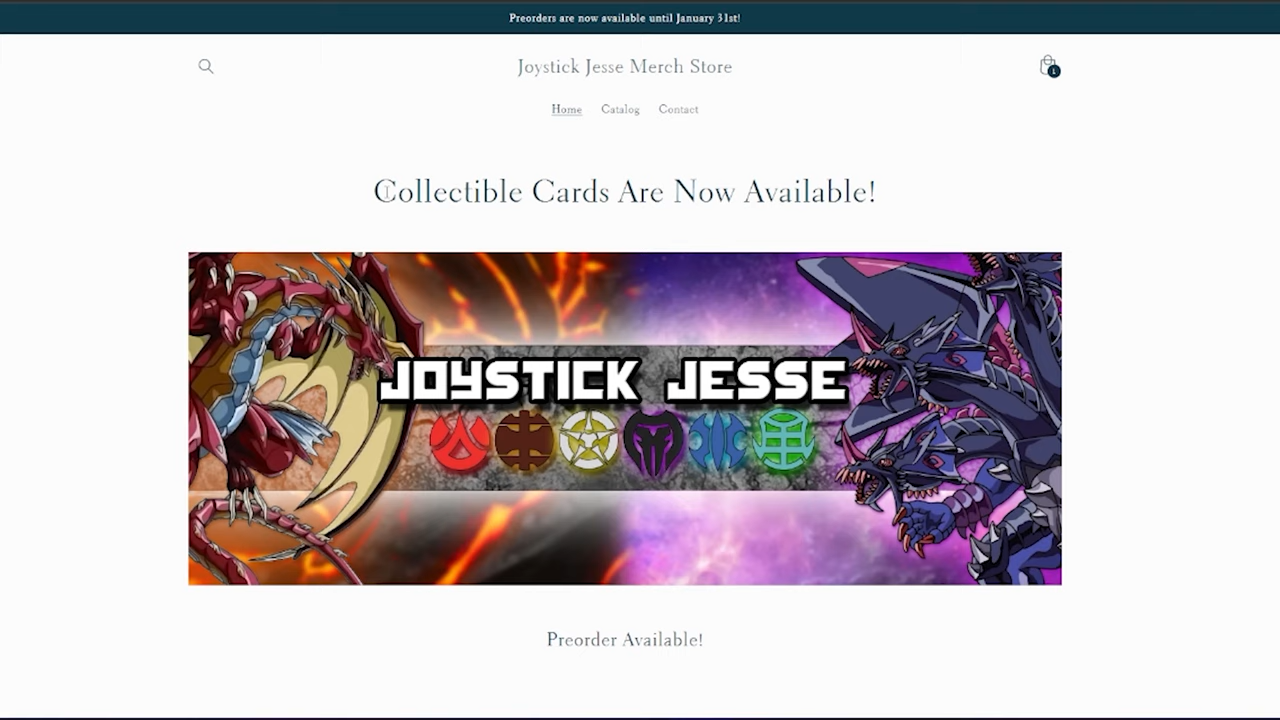 Preorders are now available until January 31st!
Joystick Jesse Merch Store
1
Home Catalog Contact
Collectible Cards Are Now Available!
JOYSTICK JESSE
Preorder Available!